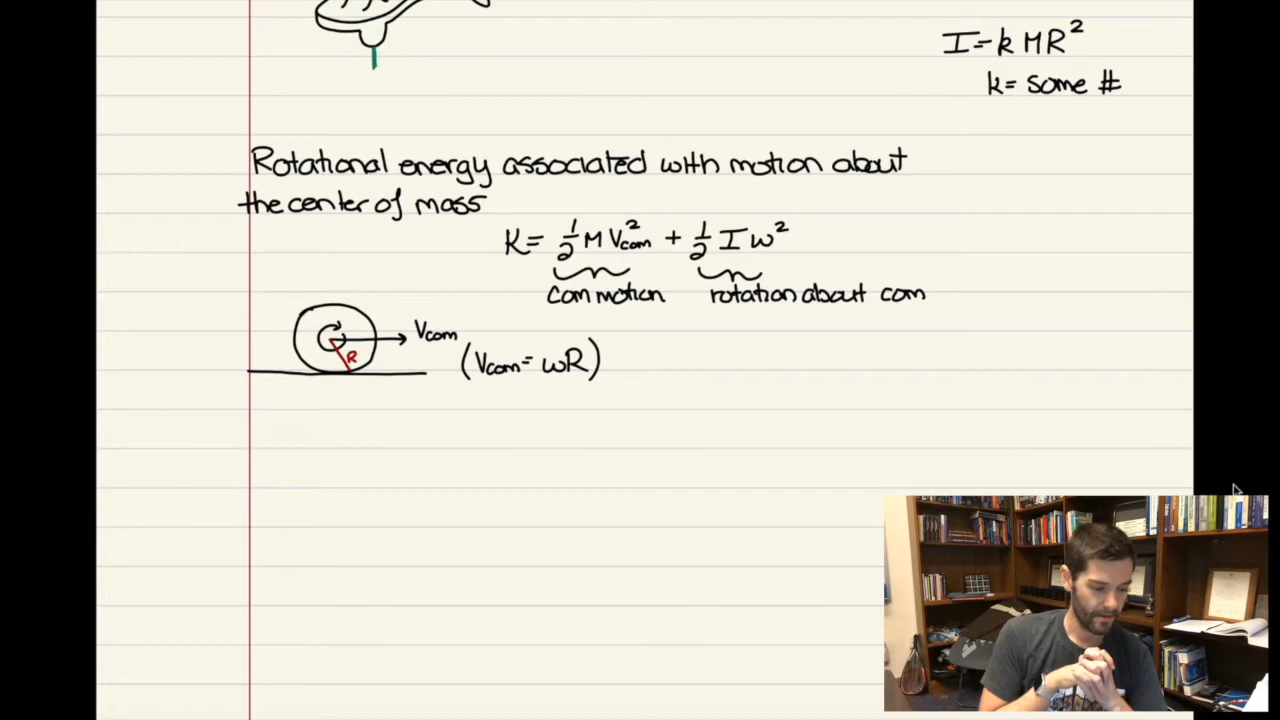 I = k M R²
k = some #
Rotational energy associated with motion about
the center of mass
K = ½ M V²com + ½ I ω²
com motion rotation about com
Vcom
R
(Vcom = ωR)